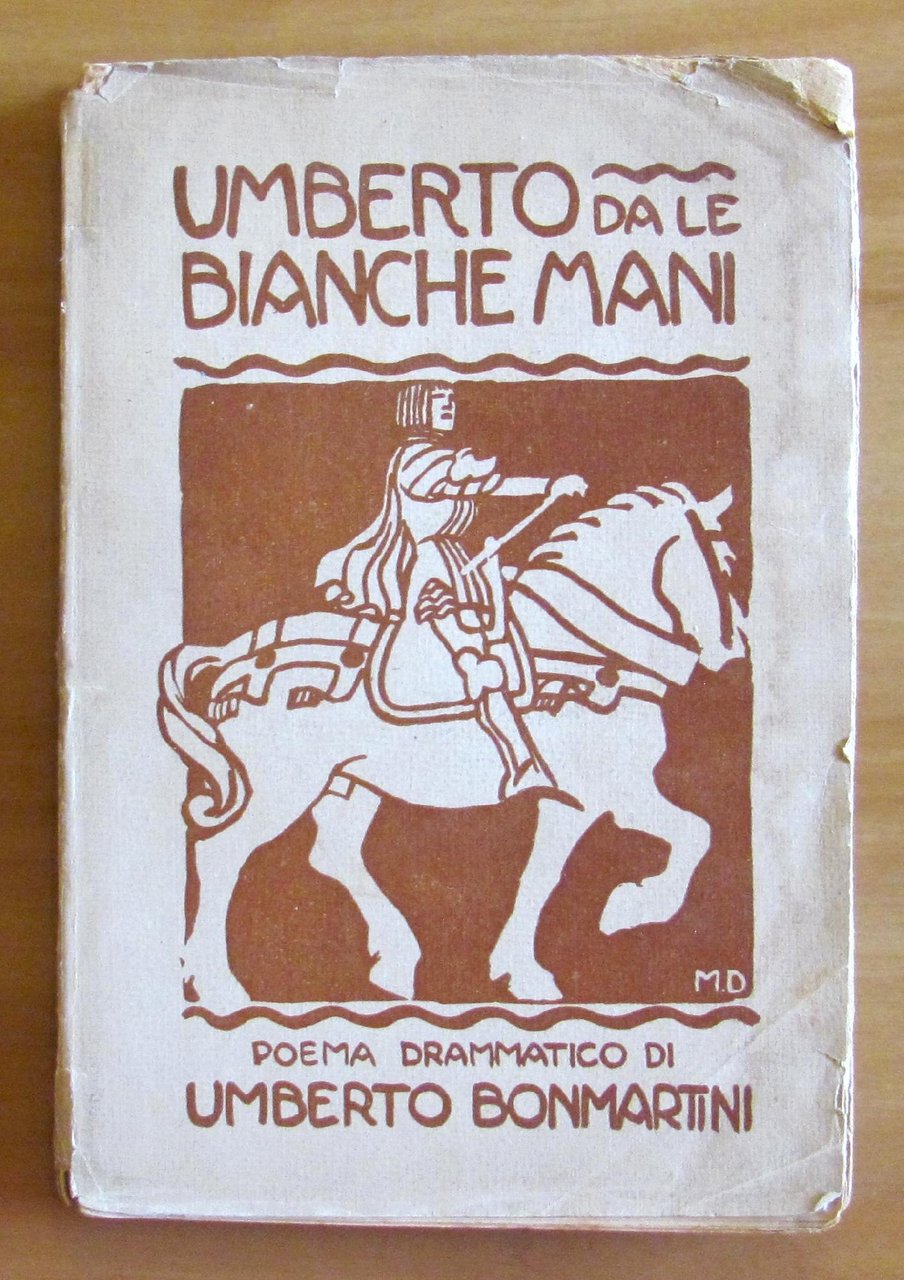 UMBERTO DA LE
BIANCHE MANI
M.D
POEMA DRAMMATICO DI
UMBERTO BONMARTINI